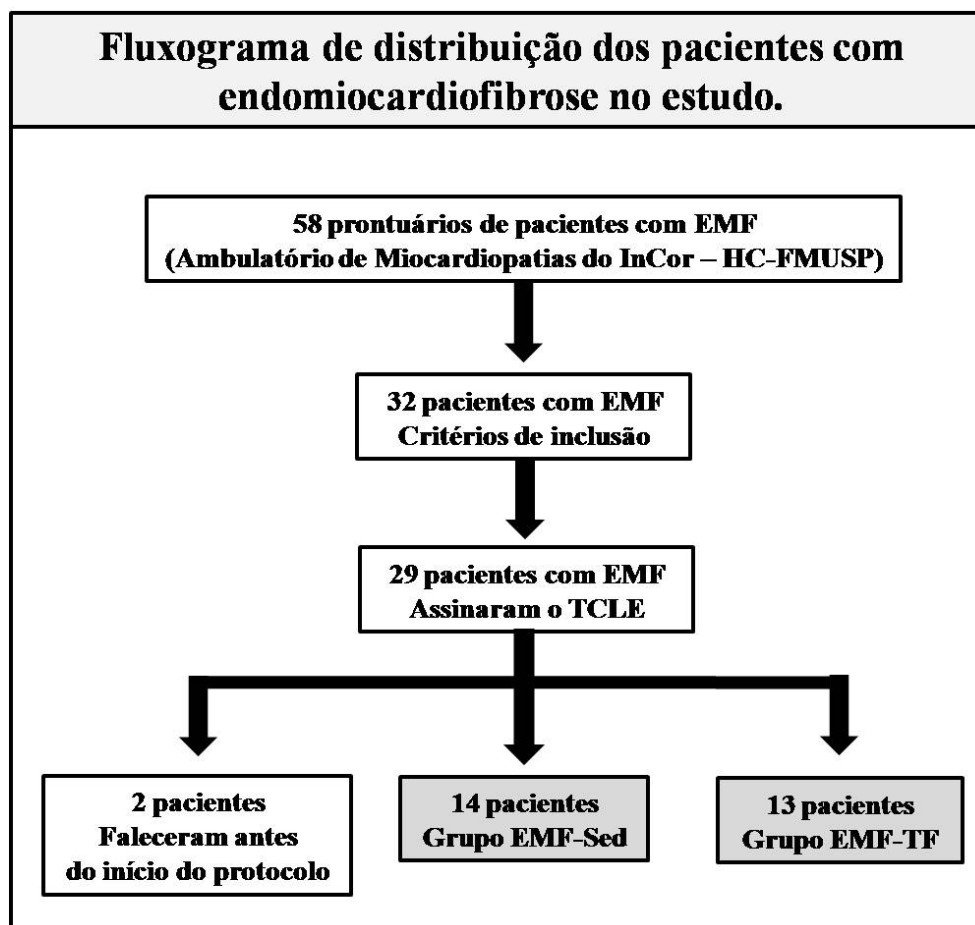 Fluxograma de distribuição dos pacientes com
endomiocardiofibrose no estudo.
58 prontuários de pacientes com EMF
(Ambulatório de Miocardiopatias do InCor – HC-FMUSP)
32 pacientes com EMF
Critérios de inclusão
29 pacientes com EMF
Assinaram o TCLE
2 pacientes
Faleceram antes
do início do protocolo
14 pacientes
Grupo EMF-Sed
13 pacientes
Grupo EMF-TF